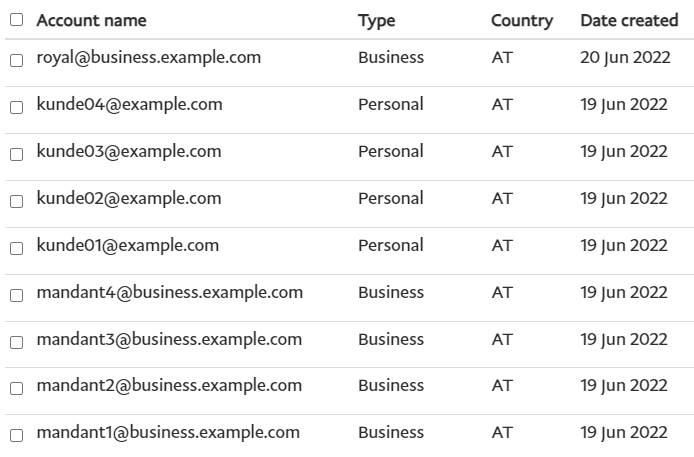 Account name Type Country Date created
royal@business.example.com Business AT 20 Jun 2022
kunde04@example.com Personal AT 19 Jun 2022
kunde03@example.com Personal AT 19 Jun 2022
kunde02@example.com Personal AT 19 Jun 2022
kunde01@example.com Personal AT 19 Jun 2022
mandant4@business.example.com Business AT 19 Jun 2022
mandant3@business.example.com Business AT 19 Jun 2022
mandant2@business.example.com Business AT 19 Jun 2022
mandant1@business.example.com Business AT 19 Jun 2022